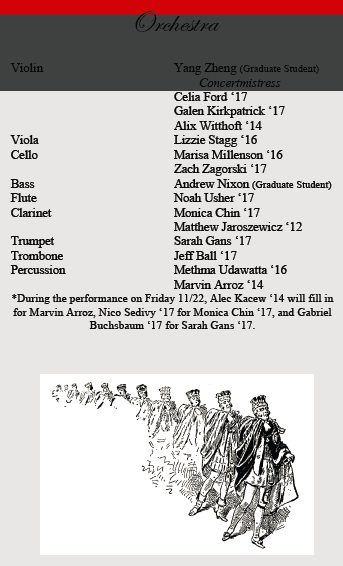 Orchestra
Violin Yang Zheng (Graduate Student)
Concertmistress
Celia Ford ‘17
Galen Kirkpatrick ‘17
Alix Witthoft ‘14
Viola Lizzie Stagg ‘16
Cello Marisa Millenson ‘16
Zach Zagorski ‘17
Bass Andrew Nixon (Graduate Student)
Flute Noah Usher ‘17
Clarinet Monica Chin ‘17
Matthew Jaroszewicz ‘12
Trumpet Sarah Gans ‘17
Trombone Jeff Ball ‘17
Percussion Methma Udawatta ‘16
Marvin Arroz ‘14
*During the performance on Friday 11/22, Alec Kacew ‘14 will fill in
for Marvin Arroz, Nico Sedivy ‘17 for Monica Chin ‘17, and Gabriel
Buchsbaum ‘17 for Sarah Gans ‘17.